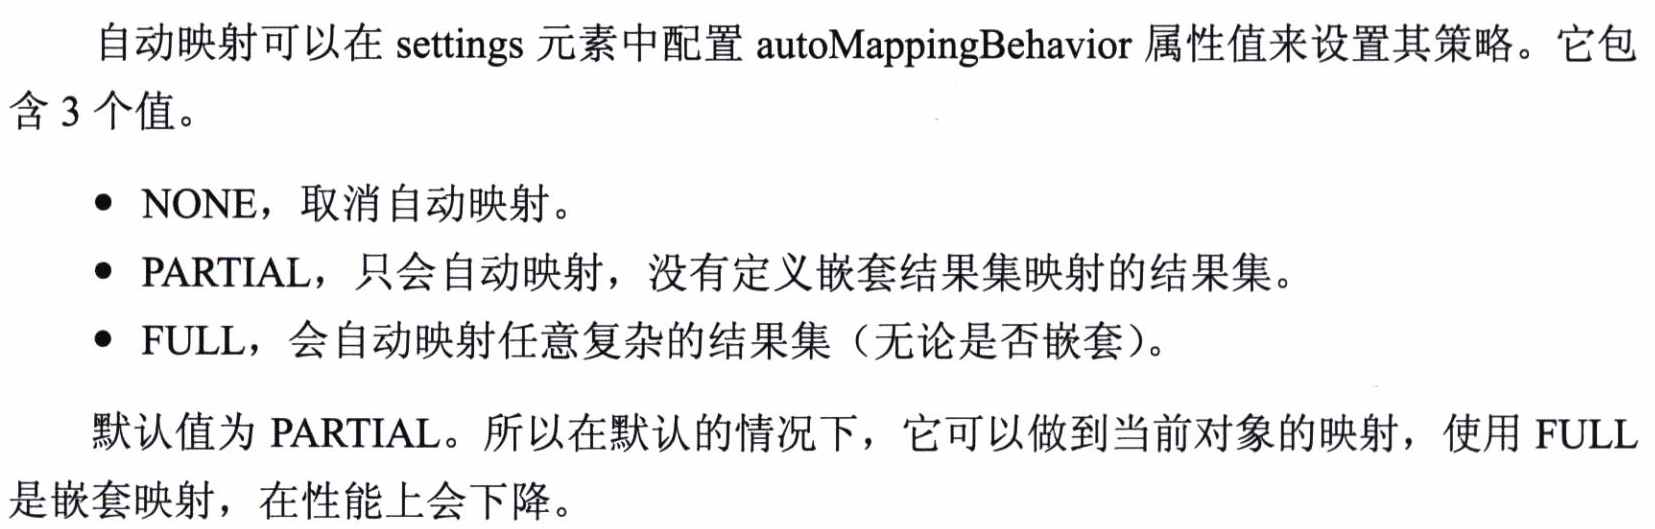 自动映射可以在 settings 元素中配置 autoMappingBehavior 属性值来设置其策略。它包
含 3 个值。
● NONE，取消自动映射。
● PARTIAL，只会自动映射，没有定义嵌套结果集映射的结果集。
● FULL，会自动映射任意复杂的结果集（无论是否嵌套）。
默认值为 PARTIAL。所以在默认的情况下，它可以做到当前对象的映射，使用 FULL
是嵌套映射，在性能上会下降。